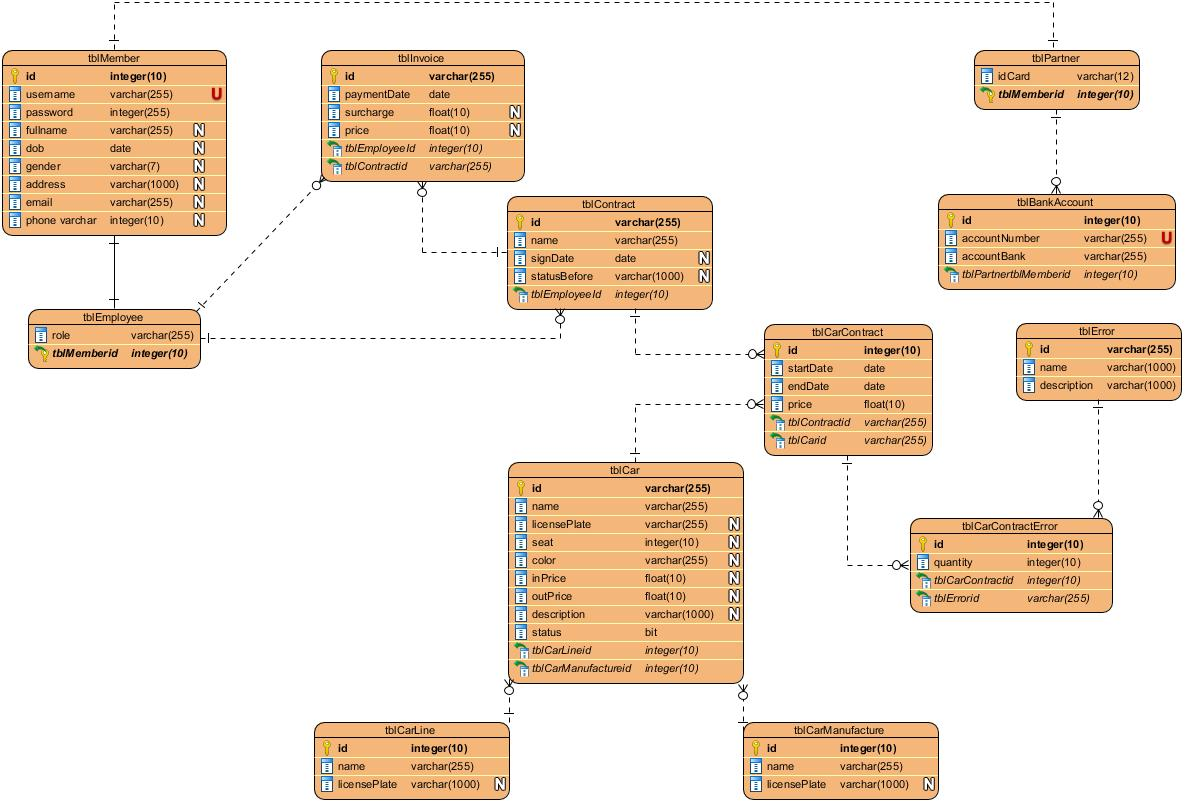 tblMember
id integer(10)
username varchar(255) U
password integer(255)
fullname varchar(255) N
dob date N
gender varchar(7) N
address varchar(1000) N
email varchar(255) N
phone varchar integer(10) N
tblInvoice
id varchar(255)
paymentDate date
surcharge float(10) N
price float(10) N
tblEmployeeId integer(10)
tblContractid varchar(255)
tblPartner
idCard varchar(12)
tblMemberid integer(10)
tblContract
id varchar(255)
name varchar(255)
signDate date N
statusBefore varchar(1000) N
tblEmployeeId integer(10)
tblBankAccount
id integer(10)
accountNumber varchar(255) U
accountBank varchar(255)
tblPartnertblMemberid integer(10)
tblEmployee
role varchar(255)
tblMemberid integer(10)
tblCarContract
id integer(10)
startDate date
endDate date
price float(10)
tblContractid varchar(255)
tblCarid varchar(255)
tblError
id varchar(255)
name varchar(1000)
description varchar(1000)
tblCar
id varchar(255)
name varchar(255)
licensePlate varchar(255) N
seat integer(10) N
color varchar(255) N
inPrice float(10) N
outPrice float(10) N
description varchar(1000) N
status bit
tblCarLineid integer(10)
tblCarManufactureid integer(10)
tblCarContractError
id integer(10)
quantity integer(10)
tblCarContractid integer(10)
tblErrorid varchar(255)
tblCarLine
id integer(10)
name varchar(255)
licensePlate varchar(1000) N
tblCarManufacture
id integer(10)
name varchar(255)
licensePlate varchar(1000) N